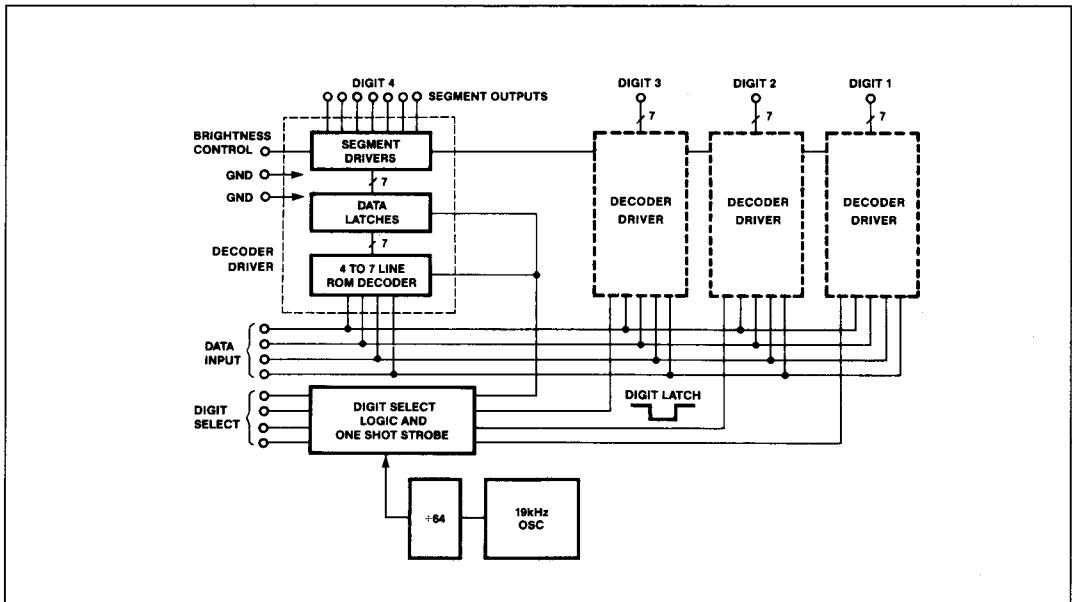 DIGIT 4
SEGMENT OUTPUTS
DIGIT 3
DIGIT 2
DIGIT 1
7
7
7
BRIGHTNESS
CONTROL
SEGMENT
DRIVERS
GND
GND
7
DATA
LATCHES
7
DECODER
DRIVER
4 TO 7 LINE
ROM DECODER
DECODER
DRIVER
DECODER
DRIVER
DECODER
DRIVER
DATA
INPUT
DIGIT
SELECT
DIGIT SELECT
LOGIC AND
ONE SHOT STROBE
DIGIT LATCH
÷64
19kHz
OSC